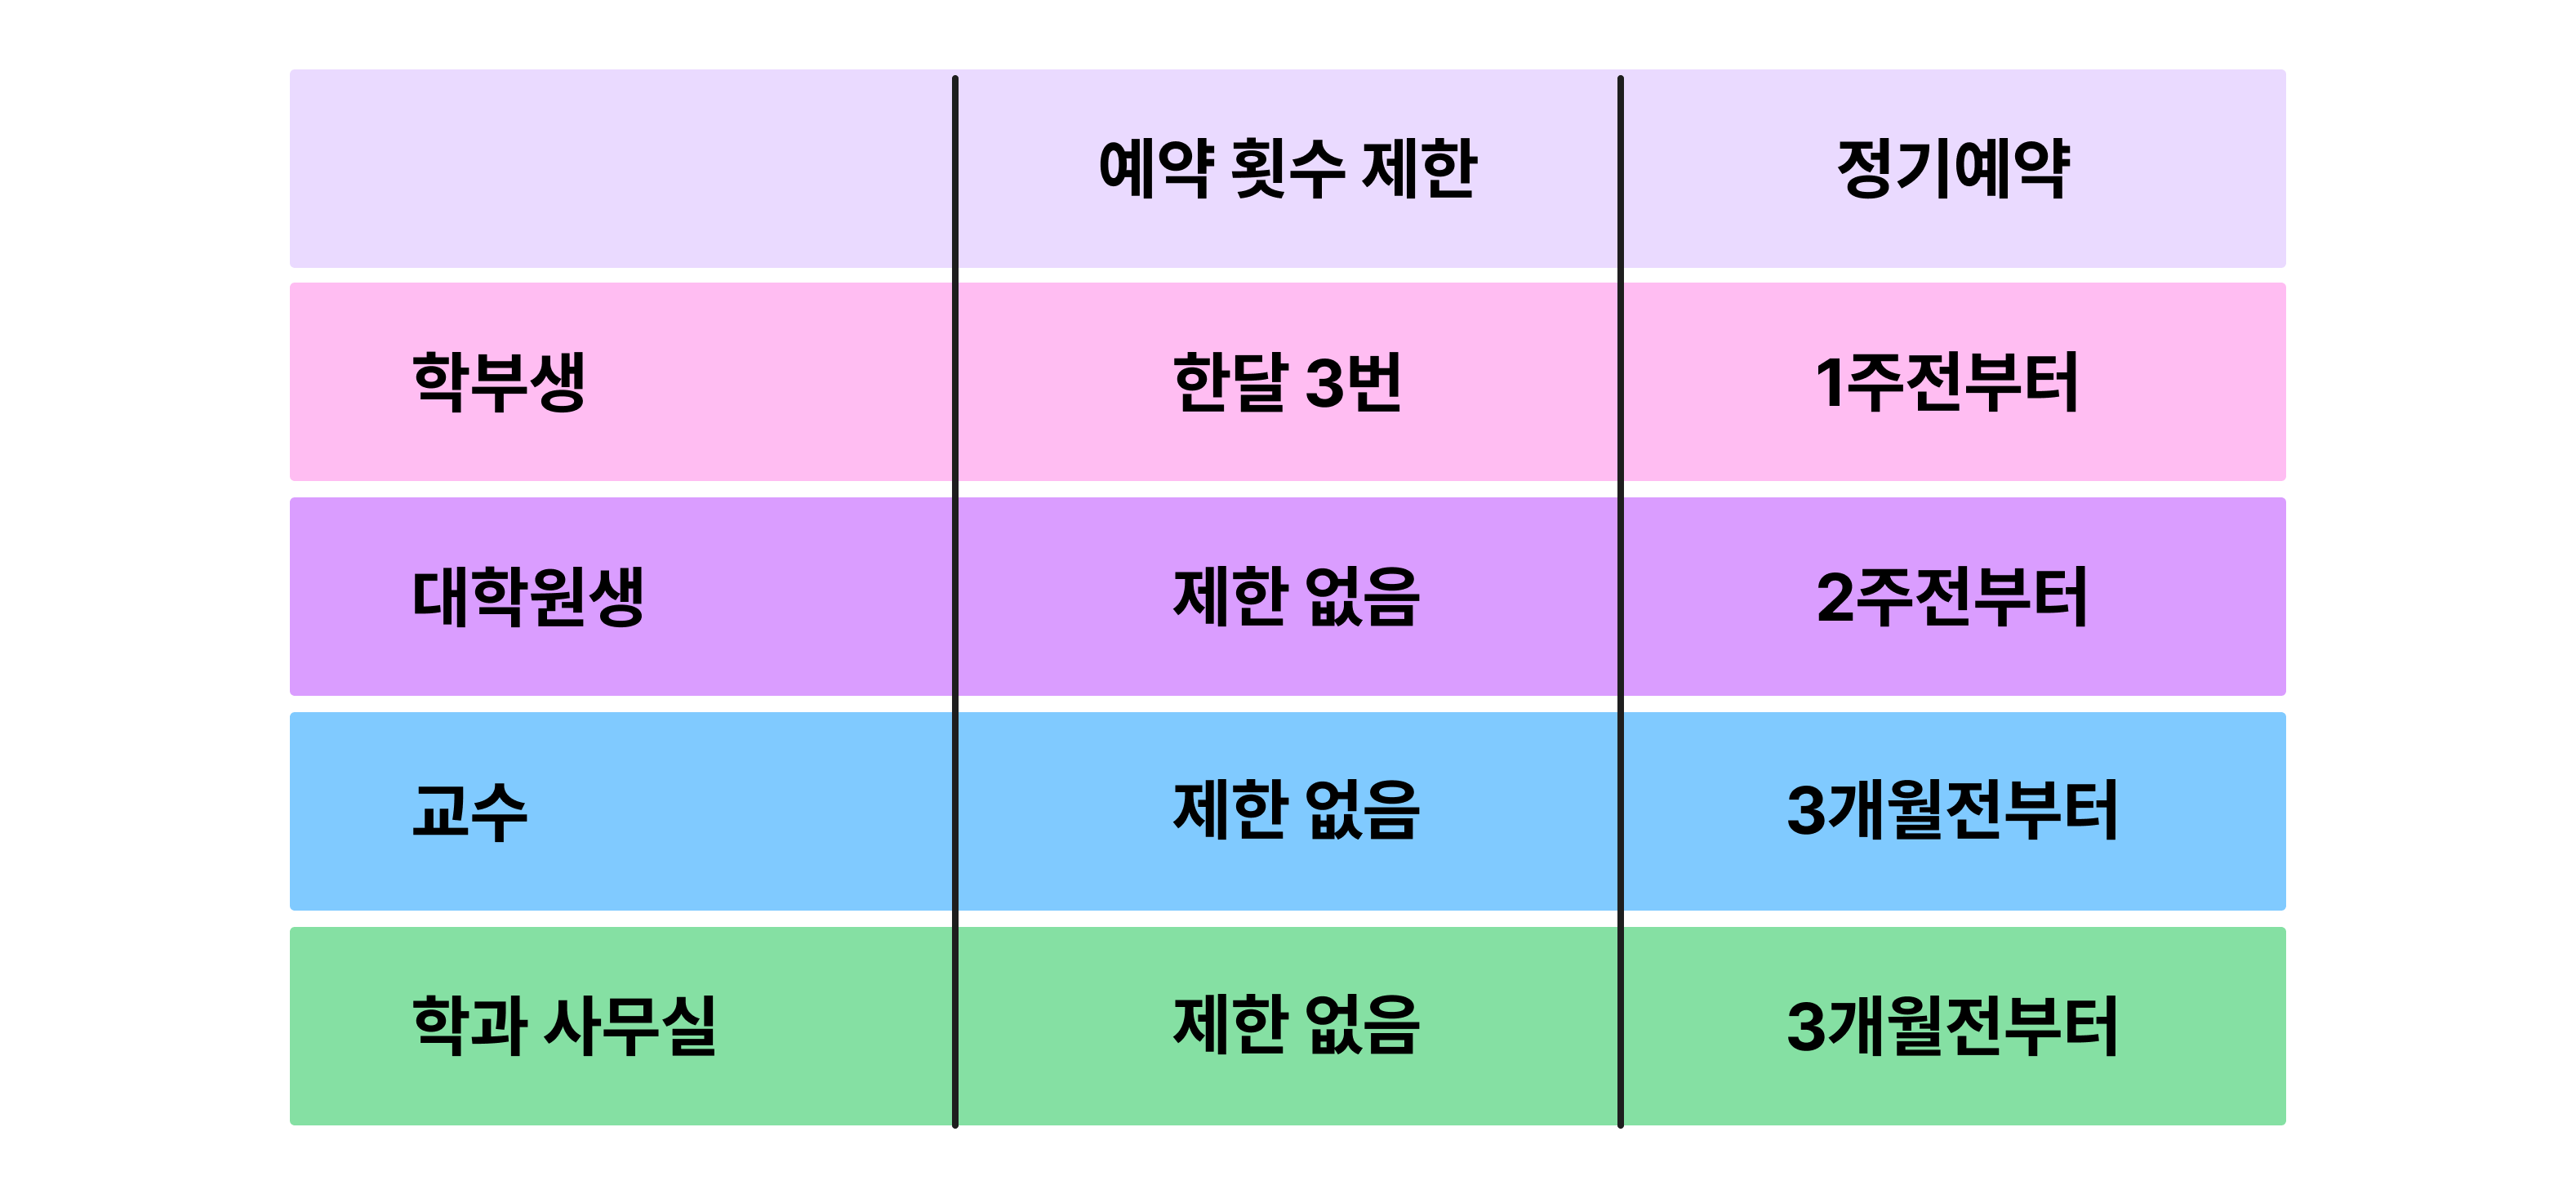 예약 횟수 제한 정기예약
학부생 한달 3번 1주전부터
대학원생 제한 없음 2주전부터
교수 제한 없음 3개월전부터
학과 사무실 제한 없음 3개월전부터